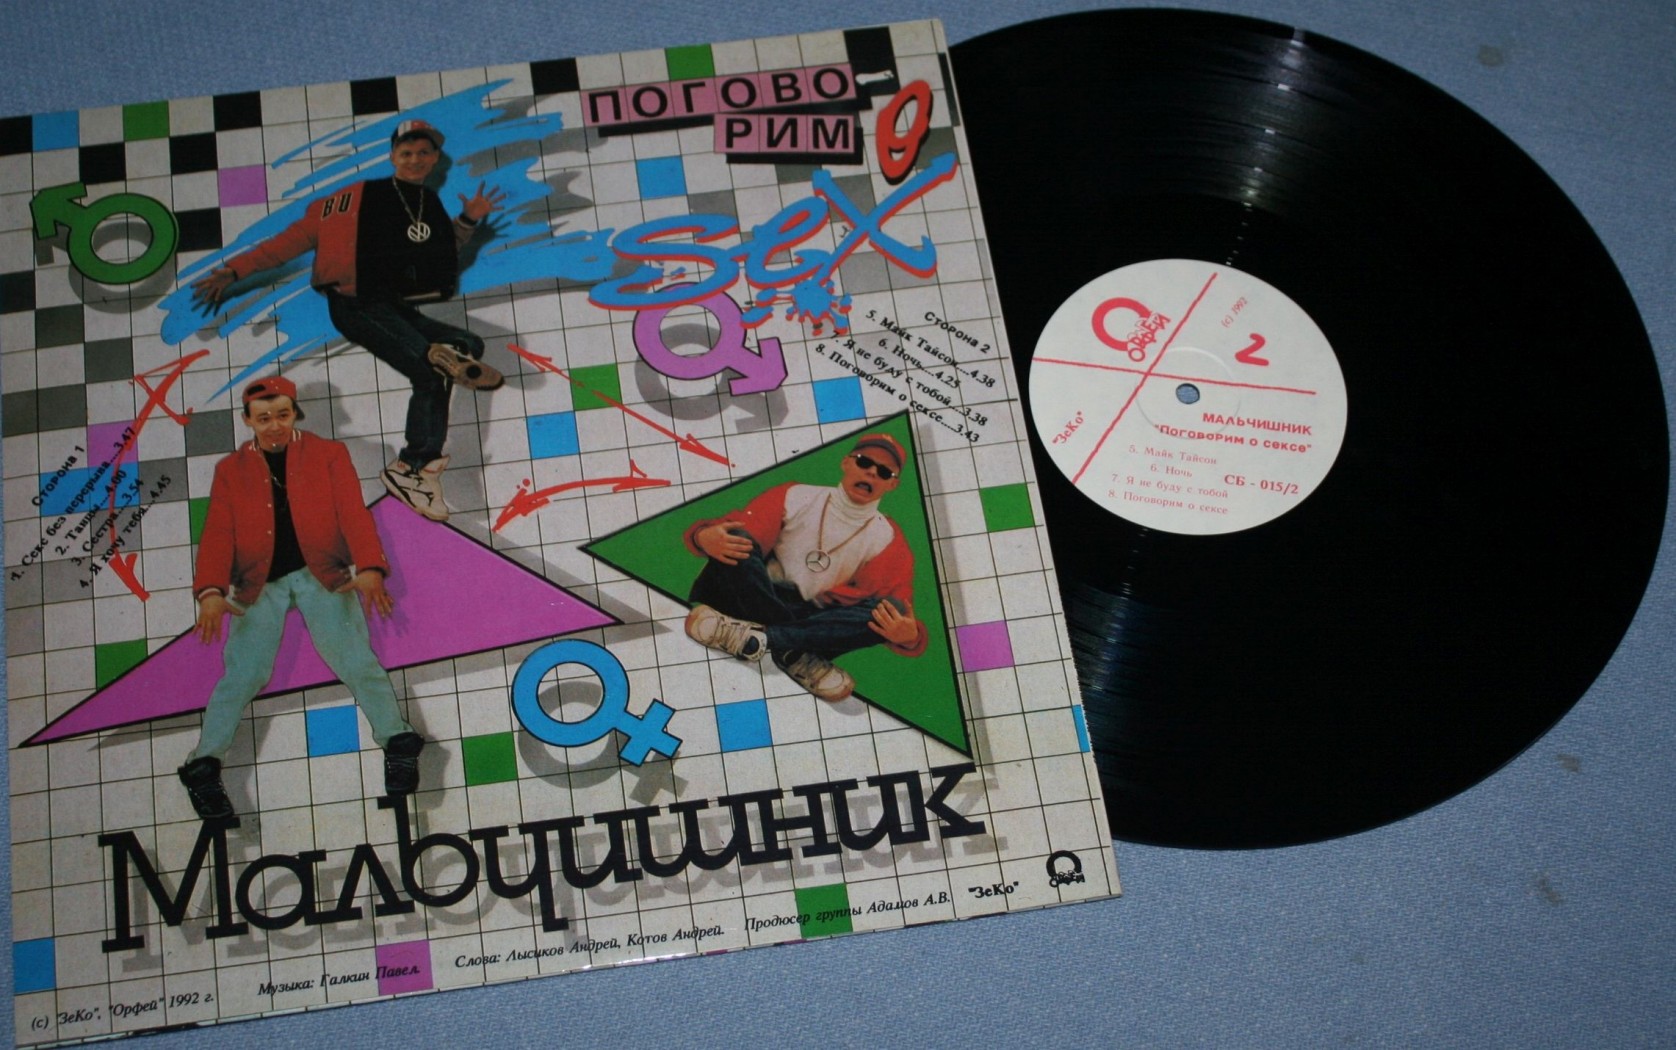 ПОГОВО-
РИМ
О
sex
BU
Сторона 1
1. Секс без перерыва...3.47
2. Танцы...4.00
3. Сестра...3.54
4. Я хочу тебя...4.45
Сторона 2
5. Майк Тайсон....4.38
6. Ночь....4.25
7. Я не буду с тобой...3.38
8. Поговорим о сексе....3.43
Мальчишник
(с) "ЗеКо", "Орфей" 1992 г.
Музыка: Галкин Павел.
Слова: Лысиков Андрей, Котов Андрей.
Продюсер группы Адамов А.В.
"ЗеКо"
ОРФЕЙ
ОРФЕЙ
(с) 1992
2
"ЗеКо"
МАЛЬЧИШНИК
"Поговорим о сексе"
5. Майк Тайсон
6. Ночь
СБ - 015/2
7. Я не буду с тобой
8. Поговорим о сексе